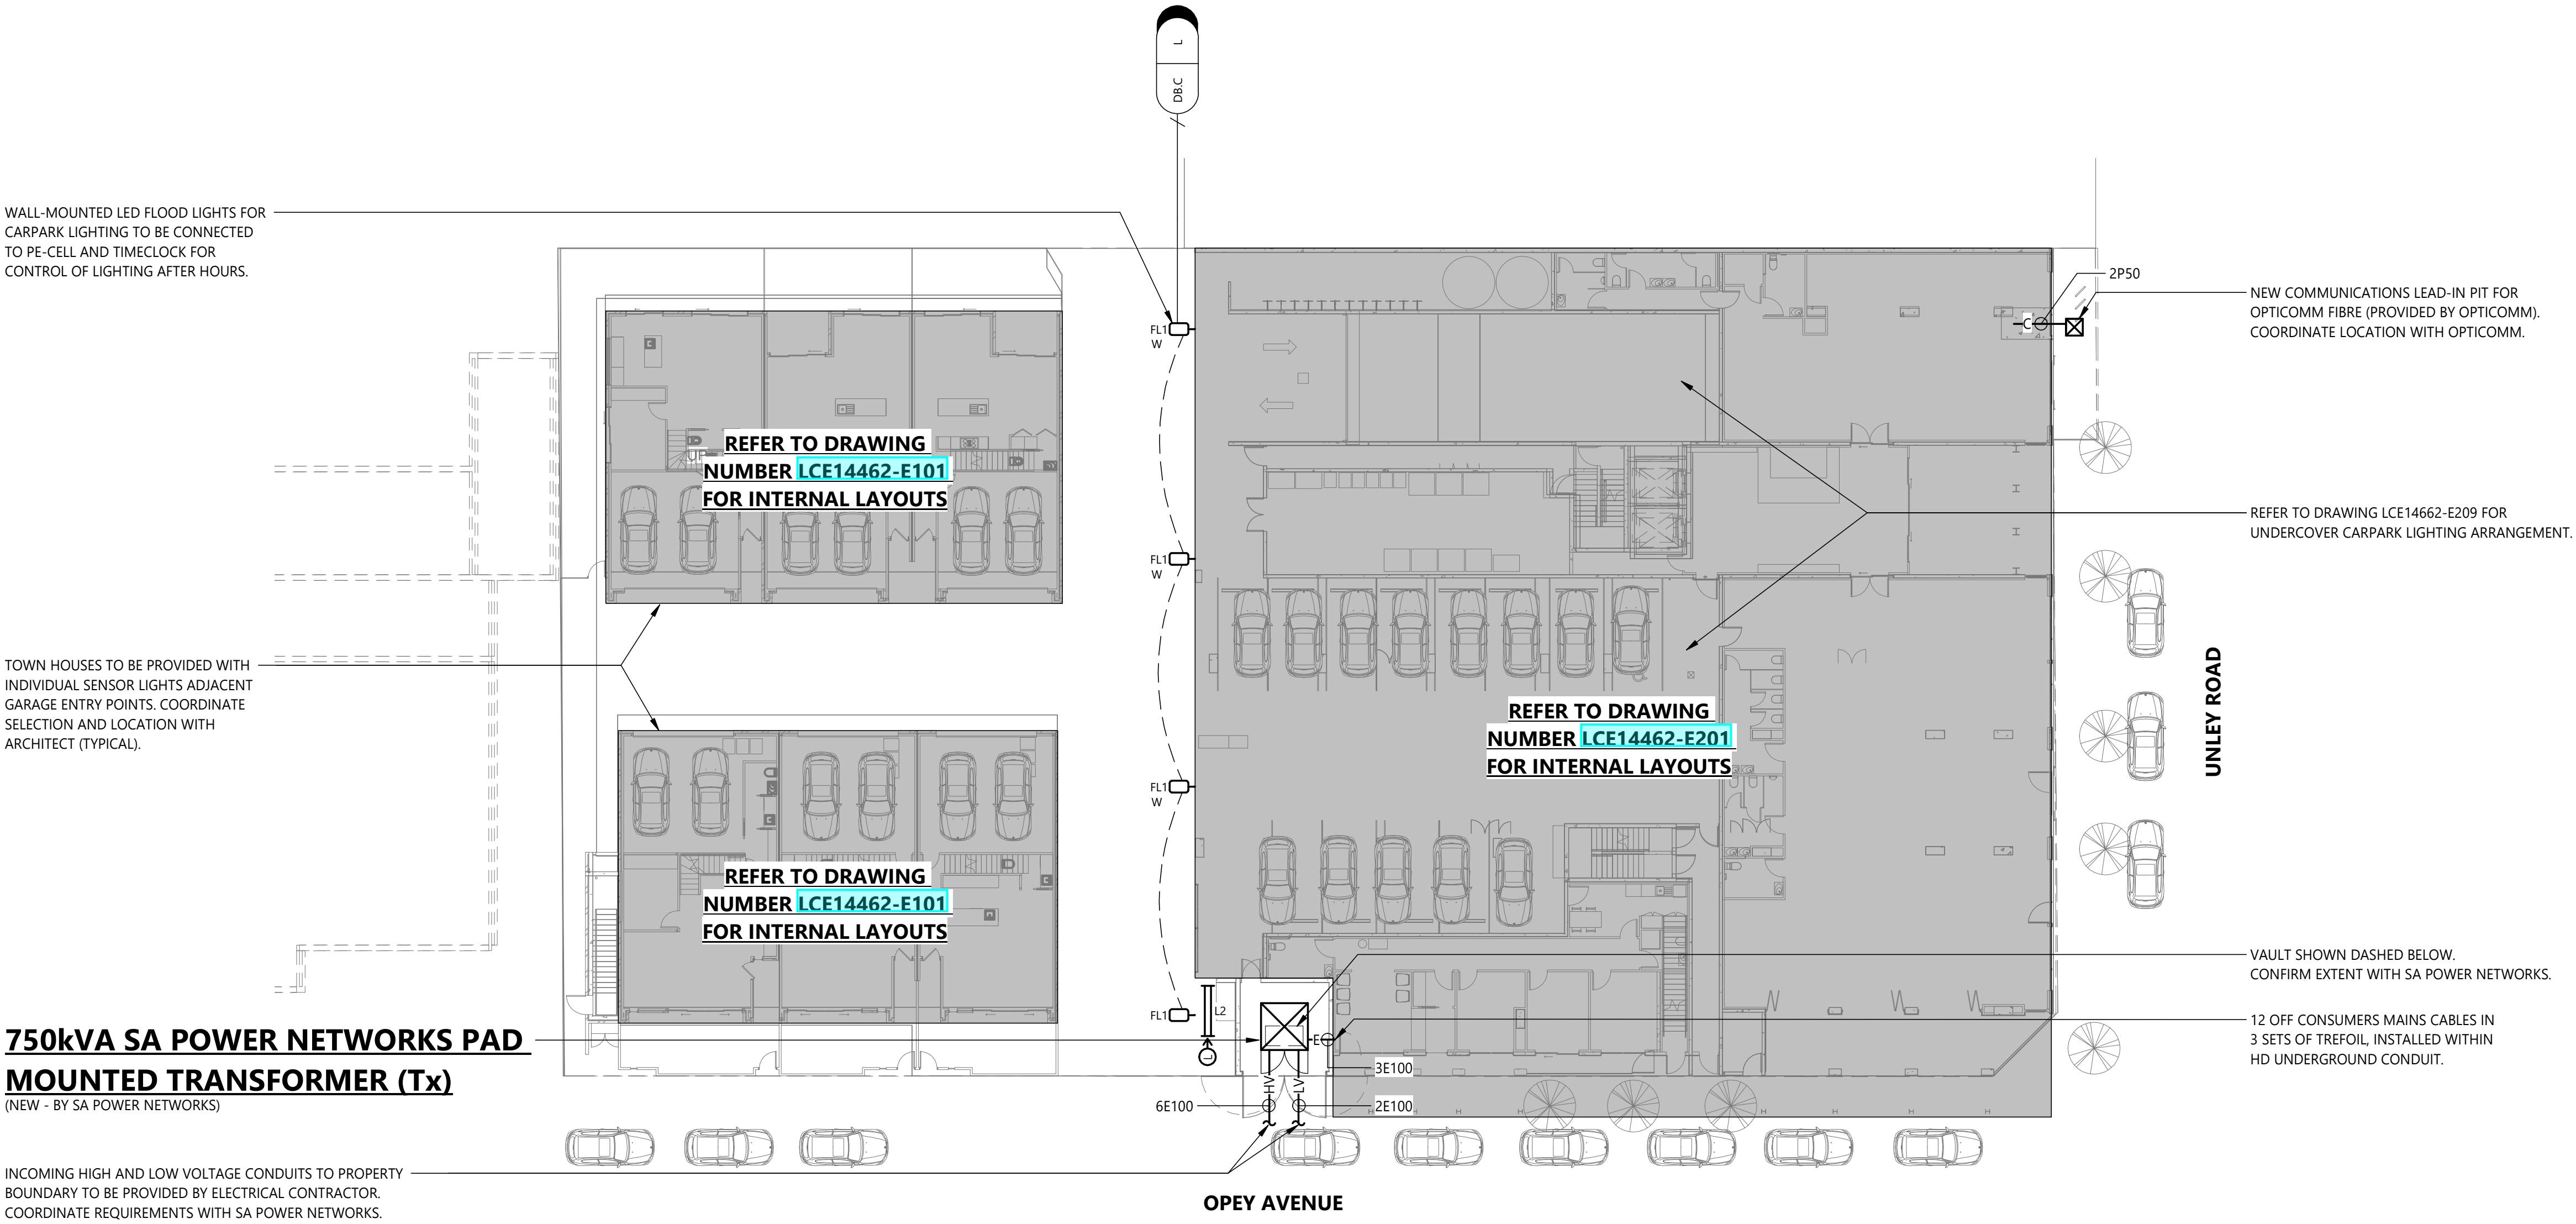 L
DB.C
WALL-MOUNTED LED FLOOD LIGHTS FOR
CARPARK LIGHTING TO BE CONNECTED
TO PE-CELL AND TIMECLOCK FOR
CONTROL OF LIGHTING AFTER HOURS.
2P50
NEW COMMUNICATIONS LEAD-IN PIT FOR
OPTICOMM FIBRE (PROVIDED BY OPTICOMM).
COORDINATE LOCATION WITH OPTICOMM.
C
FL1
W
REFER TO DRAWING
NUMBER LCE14462-E101
FOR INTERNAL LAYOUTS
REFER TO DRAWING LCE14662-E209 FOR
UNDERCOVER CARPARK LIGHTING ARRANGEMENT.
FL1
W
TOWN HOUSES TO BE PROVIDED WITH
INDIVIDUAL SENSOR LIGHTS ADJACENT
GARAGE ENTRY POINTS. COORDINATE
SELECTION AND LOCATION WITH
ARCHITECT (TYPICAL).
UNLEY ROAD
REFER TO DRAWING
NUMBER LCE14462-E201
FOR INTERNAL LAYOUTS
FL1
W
REFER TO DRAWING
NUMBER LCE14462-E101
FOR INTERNAL LAYOUTS
VAULT SHOWN DASHED BELOW.
CONFIRM EXTENT WITH SA POWER NETWORKS.
FL1
L2
L
E
12 OFF CONSUMERS MAINS CABLES IN
3 SETS OF TREFOIL, INSTALLED WITHIN
HD UNDERGROUND CONDUIT.
750kVA SA POWER NETWORKS PAD
MOUNTED TRANSFORMER (Tx)
(NEW - BY SA POWER NETWORKS)
3E100
HV
LV
6E100
2E100
INCOMING HIGH AND LOW VOLTAGE CONDUITS TO PROPERTY
BOUNDARY TO BE PROVIDED BY ELECTRICAL CONTRACTOR.
COORDINATE REQUIREMENTS WITH SA POWER NETWORKS.
OPEY AVENUE